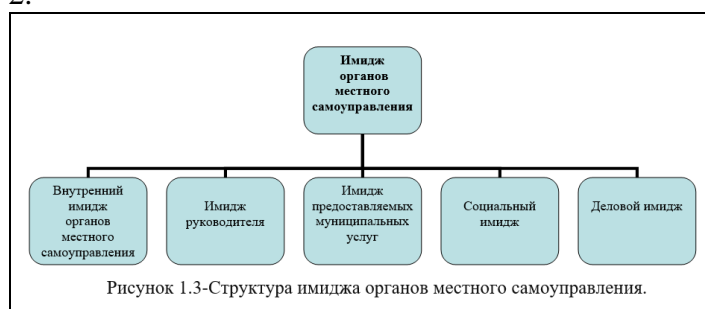 2.
Имидж
органов
местного
самоуправления
Внутренний
имидж
органов
местного
самоуправления
Имидж
руководителя
Имидж
предоставляемых
муниципальных
услуг
Социальный
имидж
Деловой имидж
Рисунок 1.3-Структура имиджа органов местного самоуправления.